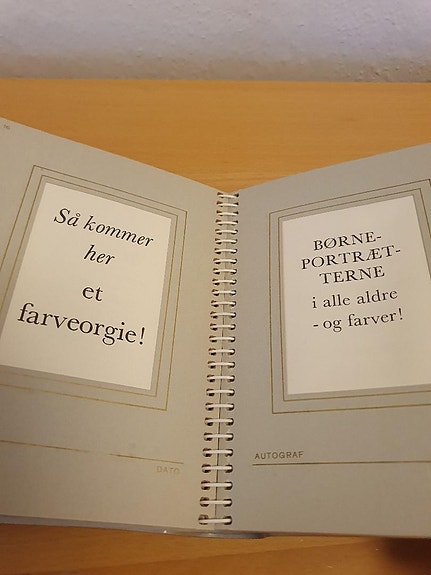 Så kommer
her
et
farveorgie!
DATO
BØRNE-
PORTRÆT-
TERNE
i alle aldre
- og farver!
AUTOGRAF